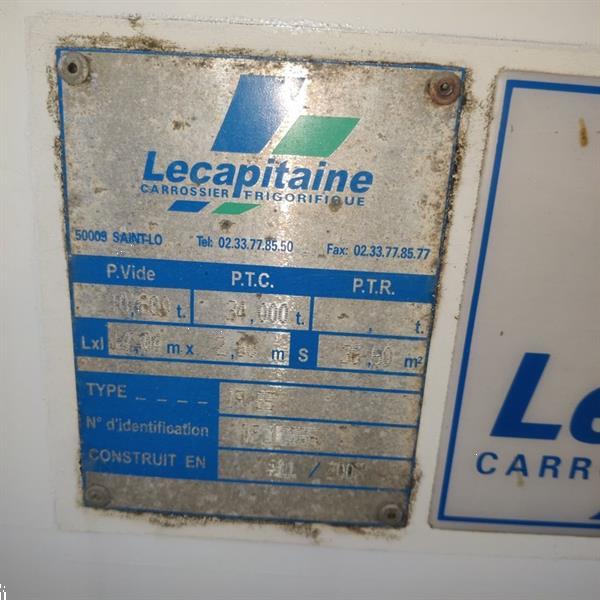 Lecapitaine
CARROSSIER FRIGORIFIQUE
50009 SAINT-LO Tel: 02.33.77.85.50 Fax: 02.33.77.85.77
P.Vide P.T.C. P.T.R.
t. 34,000 t. , t.
Lxl m x m S m²
TYPE _ _ _ _
N° d'identification
CONSTRUIT EN
Le
CARRO